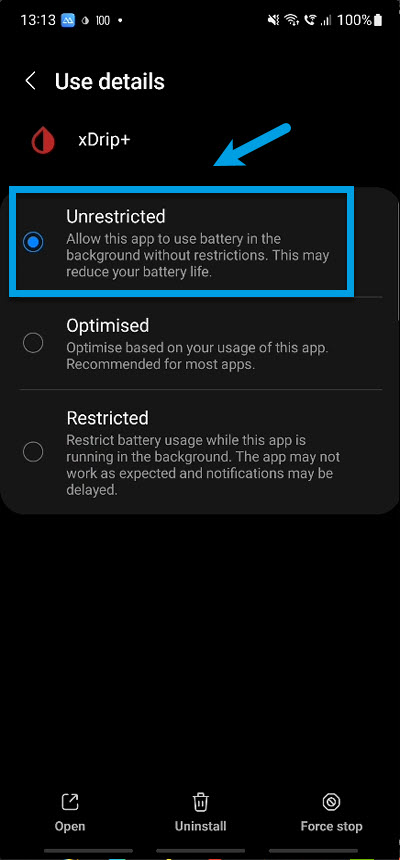 13:13 100 100%
Use details
xDrip+
Unrestricted
Allow this app to use battery in the
background without restrictions. This may
reduce your battery life.
Optimised
Optimise based on your usage of this app.
Recommended for most apps.
Restricted
Restrict battery usage while this app is
running in the background. The app may not
work as expected and notifications may be
delayed.
Open Uninstall Force stop